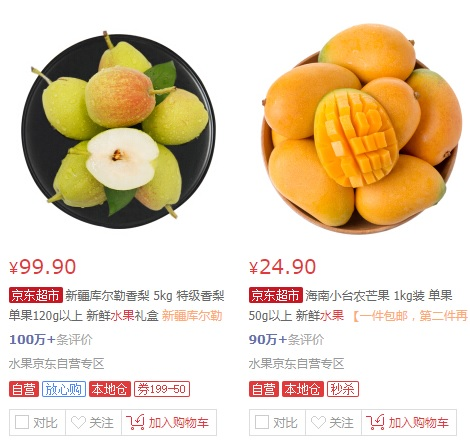 ¥99.90
京东超市 新疆库尔勒香梨 5kg 特级香梨
单果120g以上 新鲜水果礼盒 新疆库尔勒
100万+条评价
水果京东自营专区
自营 放心购 本地仓 券199-50
对比 关注 加入购物车
¥24.90
京东超市 海南小台农芒果 1kg装 单果
50g以上 新鲜水果 【一件包邮，第二件再
90万+条评价
水果京东自营专区
自营 本地仓 秒杀
对比 关注 加入购物车